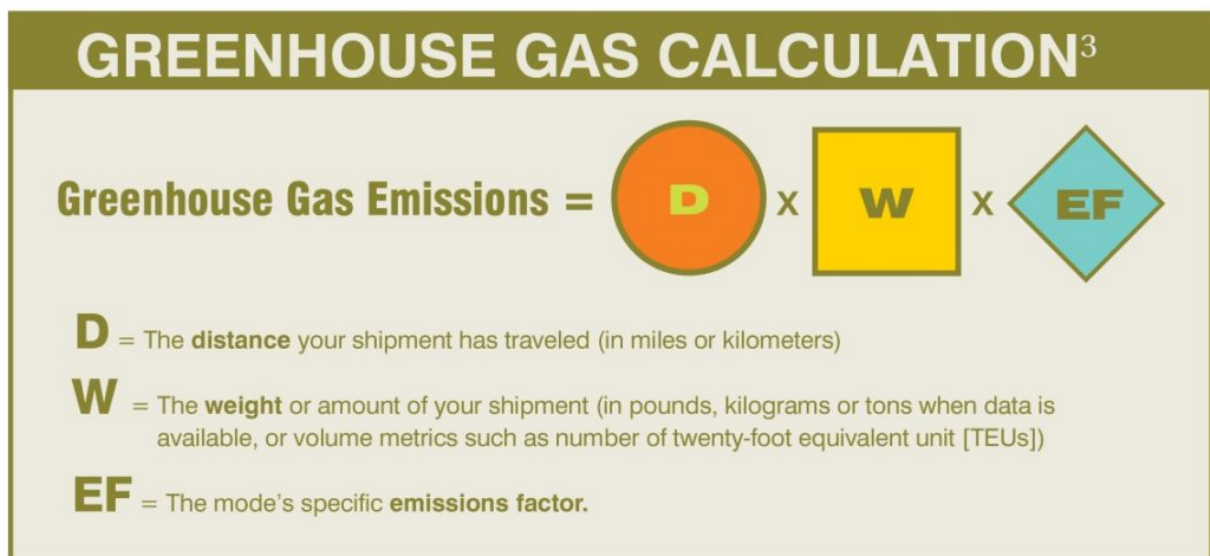 GREENHOUSE GAS CALCULATION³
Greenhouse Gas Emissions = D x W x EF
D = The distance your shipment has traveled (in miles or kilometers)
W = The weight or amount of your shipment (in pounds, kilograms or tons when data is
available, or volume metrics such as number of twenty-foot equivalent unit [TEUs])
EF = The mode’s specific emissions factor.